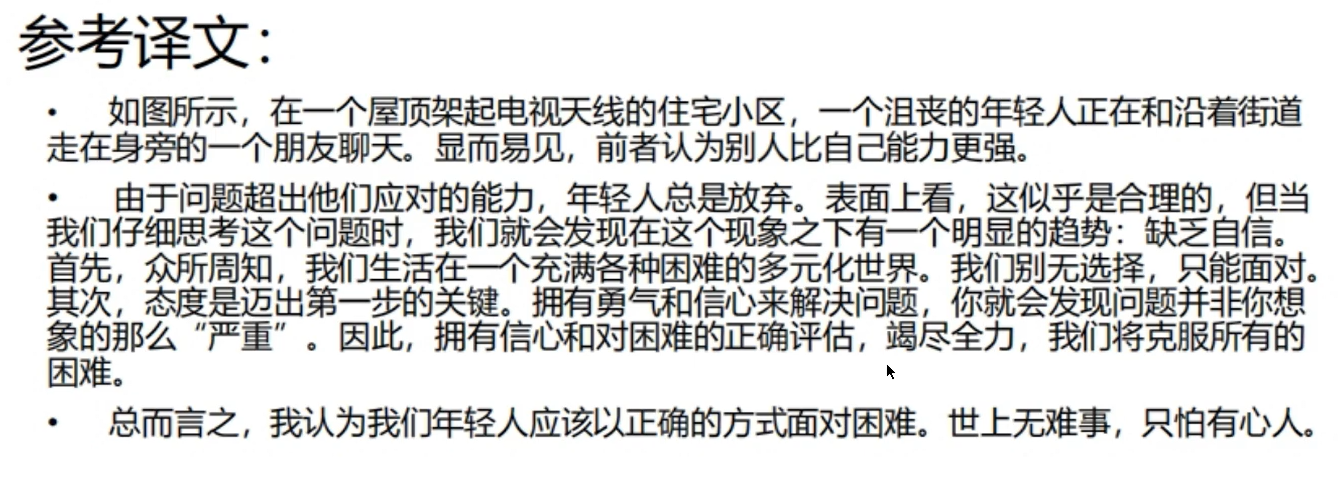 参考译文：
• 如图所示，在一个屋顶架起电视天线的住宅小区，一个沮丧的年轻人正在和沿着街道
走在身旁的一个朋友聊天。显而易见，前者认为别人比自己能力更强。
• 由于问题超出他们应对的能力，年轻人总是放弃。表面上看，这似乎是合理的，但当
我们仔细思考这个问题时，我们就会发现在这个现象之下有一个明显的趋势：缺乏自信。
首先，众所周知，我们生活在一个充满各种困难的多元化世界。我们别无选择，只能面对。
其次，态度是迈出第一步的关键。拥有勇气和信心来解决问题，你就会发现问题并非你想
象的那么“严重”。因此，拥有信心和对困难的正确评估，竭尽全力，我们将克服所有的
困难。
• 总而言之，我认为我们年轻人应该以正确的方式面对困难。世上无难事，只怕有心人。